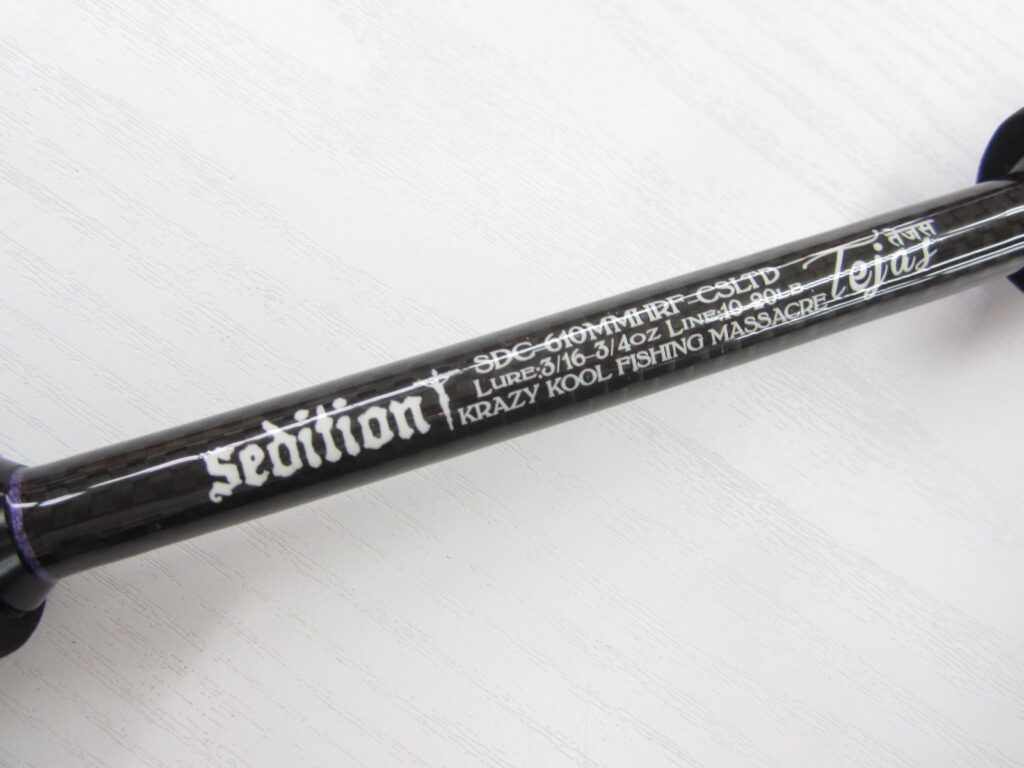 Sedition
SDC-610MMHRF-CSLTD
Lure:3/16-3/4oz Line:10-20Lb
KRAZY KOOL FISHING MASSACRE
Tejas
तेजस